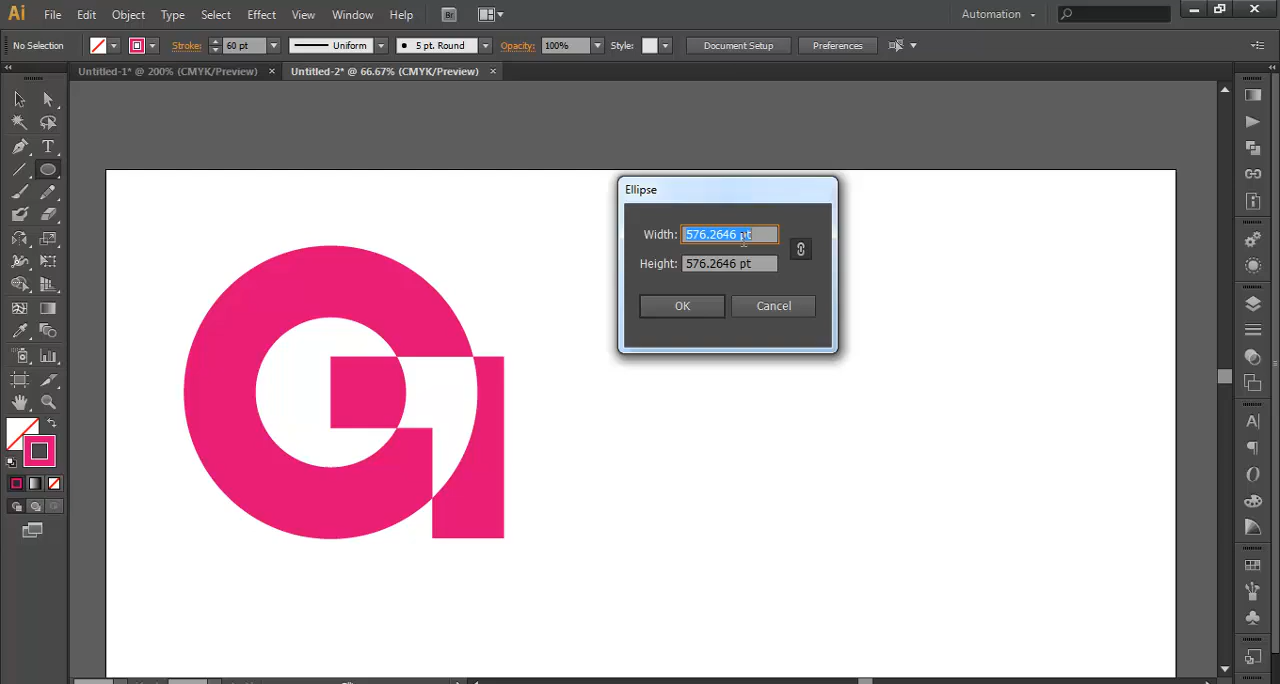 Ai File Edit Object Type Select Effect View Window Help Br Automation
No Selection Stroke: 60 pt Uniform 5 pt. Round Opacity: 100% Style: Document Setup Preferences
Untitled-1* @ 200% (CMYK/Preview) × Untitled-2* @ 66.67% (CMYK/Preview) ×
Ellipse
Width: 576.2646 pt
Height: 576.2646 pt
OK Cancel